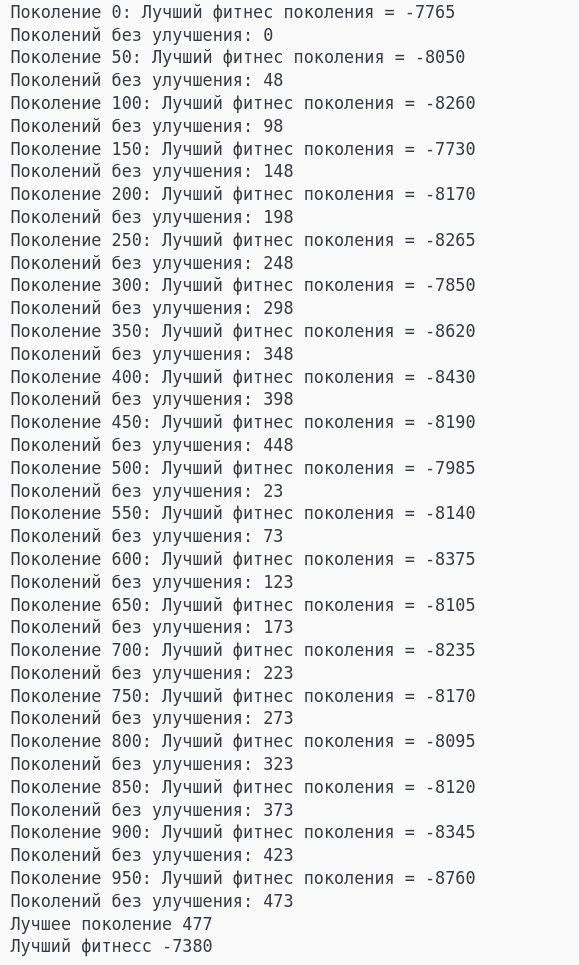 Поколение 0: Лучший фитнес поколения = -7765
Поколений без улучшения: 0
Поколение 50: Лучший фитнес поколения = -8050
Поколений без улучшения: 48
Поколение 100: Лучший фитнес поколения = -8260
Поколений без улучшения: 98
Поколение 150: Лучший фитнес поколения = -7730
Поколений без улучшения: 148
Поколение 200: Лучший фитнес поколения = -8170
Поколений без улучшения: 198
Поколение 250: Лучший фитнес поколения = -8265
Поколений без улучшения: 248
Поколение 300: Лучший фитнес поколения = -7850
Поколений без улучшения: 298
Поколение 350: Лучший фитнес поколения = -8620
Поколений без улучшения: 348
Поколение 400: Лучший фитнес поколения = -8430
Поколений без улучшения: 398
Поколение 450: Лучший фитнес поколения = -8190
Поколений без улучшения: 448
Поколение 500: Лучший фитнес поколения = -7985
Поколений без улучшения: 23
Поколение 550: Лучший фитнес поколения = -8140
Поколений без улучшения: 73
Поколение 600: Лучший фитнес поколения = -8375
Поколений без улучшения: 123
Поколение 650: Лучший фитнес поколения = -8105
Поколений без улучшения: 173
Поколение 700: Лучший фитнес поколения = -8235
Поколений без улучшения: 223
Поколение 750: Лучший фитнес поколения = -8170
Поколений без улучшения: 273
Поколение 800: Лучший фитнес поколения = -8095
Поколений без улучшения: 323
Поколение 850: Лучший фитнес поколения = -8120
Поколений без улучшения: 373
Поколение 900: Лучший фитнес поколения = -8345
Поколений без улучшения: 423
Поколение 950: Лучший фитнес поколения = -8760
Поколений без улучшения: 473
Лучшее поколение 477
Лучший фитнесс -7380